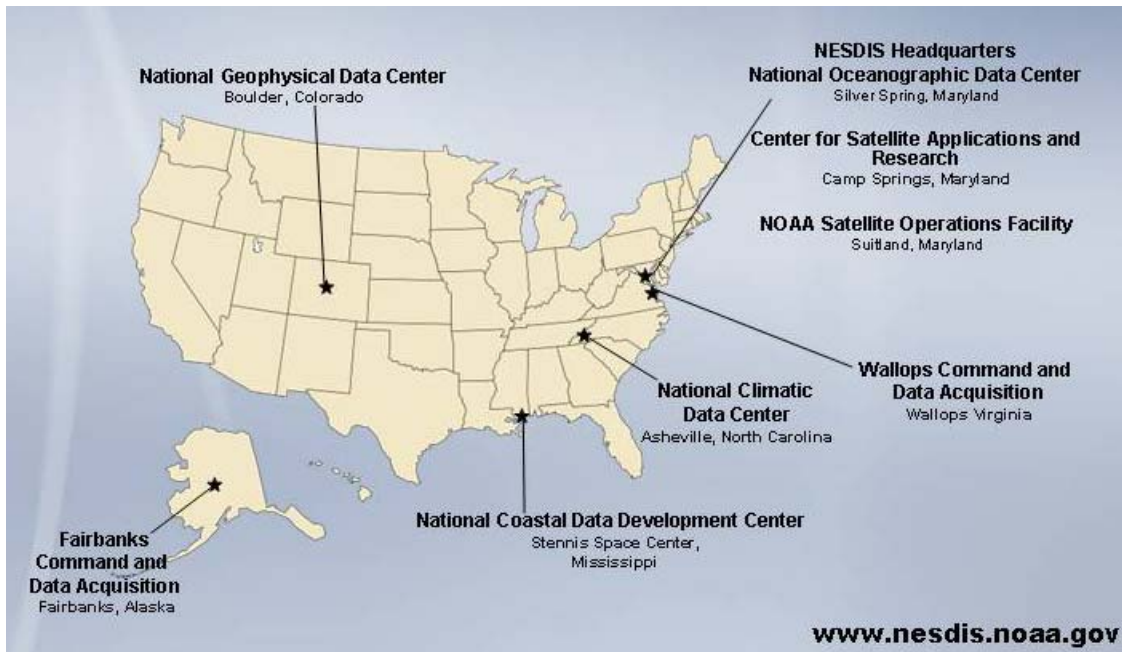 National Geophysical Data Center
Boulder, Colorado
NESDIS Headquarters
National Oceanographic Data Center
Silver Spring, Maryland
Center for Satellite Applications and
Research
Camp Springs, Maryland
NOAA Satellite Operations Facility
Suitland, Maryland
Wallops Command and
Data Acquisition
Wallops Virginia
National Climatic
Data Center
Asheville, North Carolina
National Coastal Data Development Center
Stennis Space Center,
Mississippi
Fairbanks
Command and
Data Acquisition
Fairbanks, Alaska
www.nesdis.noaa.gov